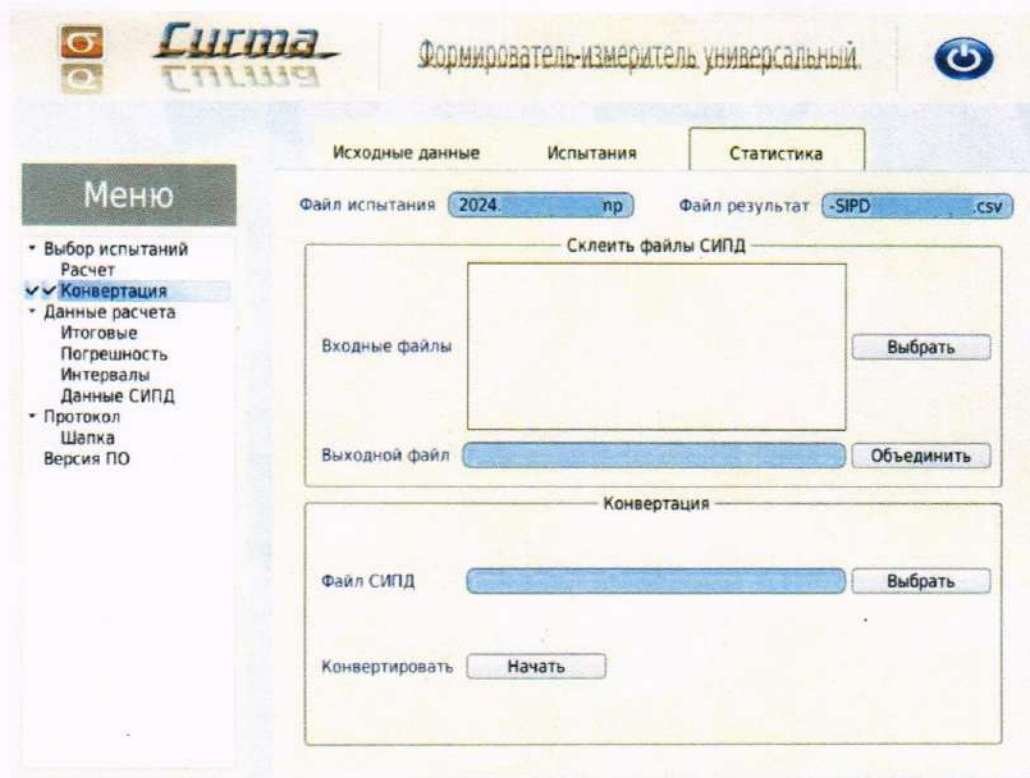 σ Сигма
Формирователь-измеритель универсальный
Исходные данные Испытания Статистика
Меню
Файл испытания 2024. пр Файл результат -SIPD .csv
Выбор испытаний
Расчет
Конвертация
Данные расчета
Итоговые
Погрешность
Интервалы
Данные СИПД
Протокол
Шапка
Версия ПО
Склеить файлы СИПД
Входные файлы Выбрать
Выходной файл Объединить
Конвертация
Файл СИПД Выбрать
Конвертировать Начать